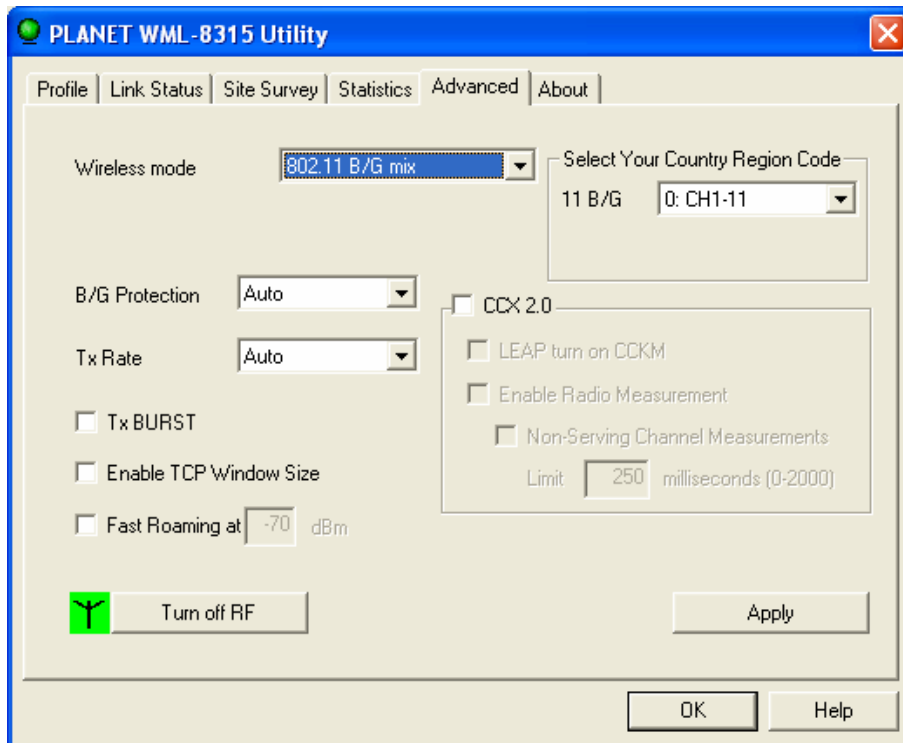 PLANET WML-8315 Utility
Profile Link Status Site Survey Statistics Advanced About
Wireless mode 802.11 B/G mix
Select Your Country Region Code
11 B/G 0: CH1-11
B/G Protection Auto
Tx Rate Auto
Tx BURST
Enable TCP Window Size
Fast Roaming at -70 dBm
CCX 2.0
LEAP turn on CCKM
Enable Radio Measurement
Non-Serving Channel Measurements
Limit 250 milliseconds (0-2000)
Turn off RF Apply
OK Help